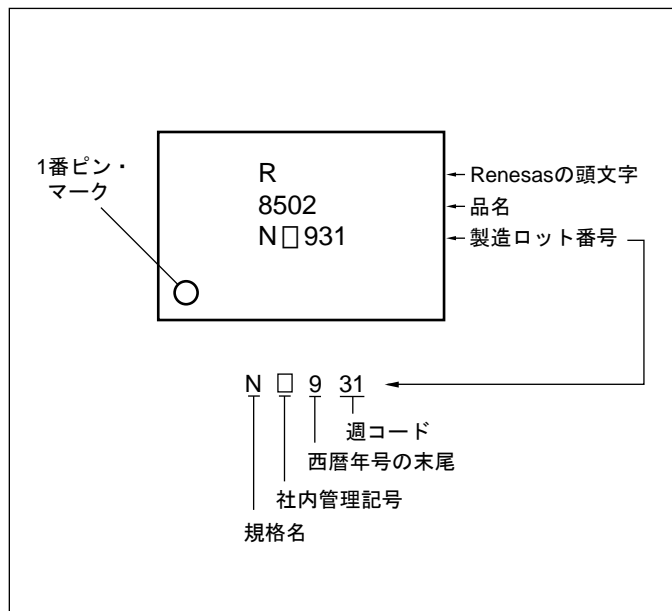 1番ピン・
マーク
R
8502
N□931
Renesasの頭文字
品名
製造ロット番号
N □ 9 31
週コード
西暦年号の末尾
社内管理記号
規格名